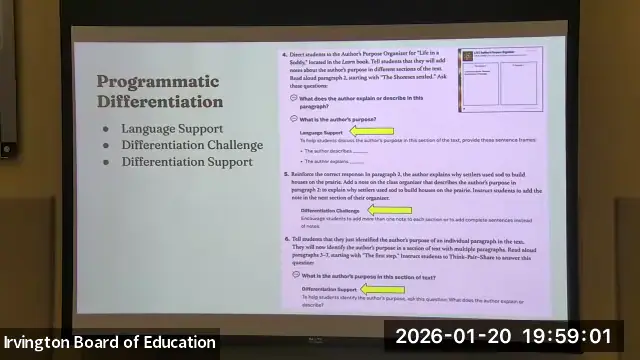 Programmatic
Differentiation
● Language Support
● Differentiation Challenge
● Differentiation Support
4. Direct students to the Author's Purpose Organizer for "Life in a
Soddy," located in the Learn book. Tell students that they will add
notes about the author's purpose in different sections of the text.
Read aloud paragraph 2, starting with "The Shores settled." Ask
these questions:
What does the author explain or describe in this
paragraph?
What is the author's purpose?
Language Support
To help students discuss the author's purpose in this section of the text, provide these sentence frames:
• The author describes
• The author explains
5. Reinforce the correct response: In paragraph 2, the author explains why settlers used sod to build
houses on the prairie. Add a note on the class organizer that describes the author's purpose in
paragraph 2: to explain why settlers used sod to build houses on the prairie. Instruct students to add the
note in the next section of their organizer.
Differentiation Challenge
Encourage students to add more than one note to each section or to add complete sentences instead
of notes.
6. Tell students that they just identified the author's purpose of an individual paragraph in the text.
They will now identify the author's purpose in a section of text with multiple paragraphs. Read aloud
paragraphs 3–7, starting with "The first step." Instruct students to Think–Pair–Share to answer this
question:
What is the author's purpose in this section of text?
Differentiation Support
To help students identify the author's purpose, ask this question: What does the author explain or
describe?
Irvington Board of Education
2026-01-20 19:59:01